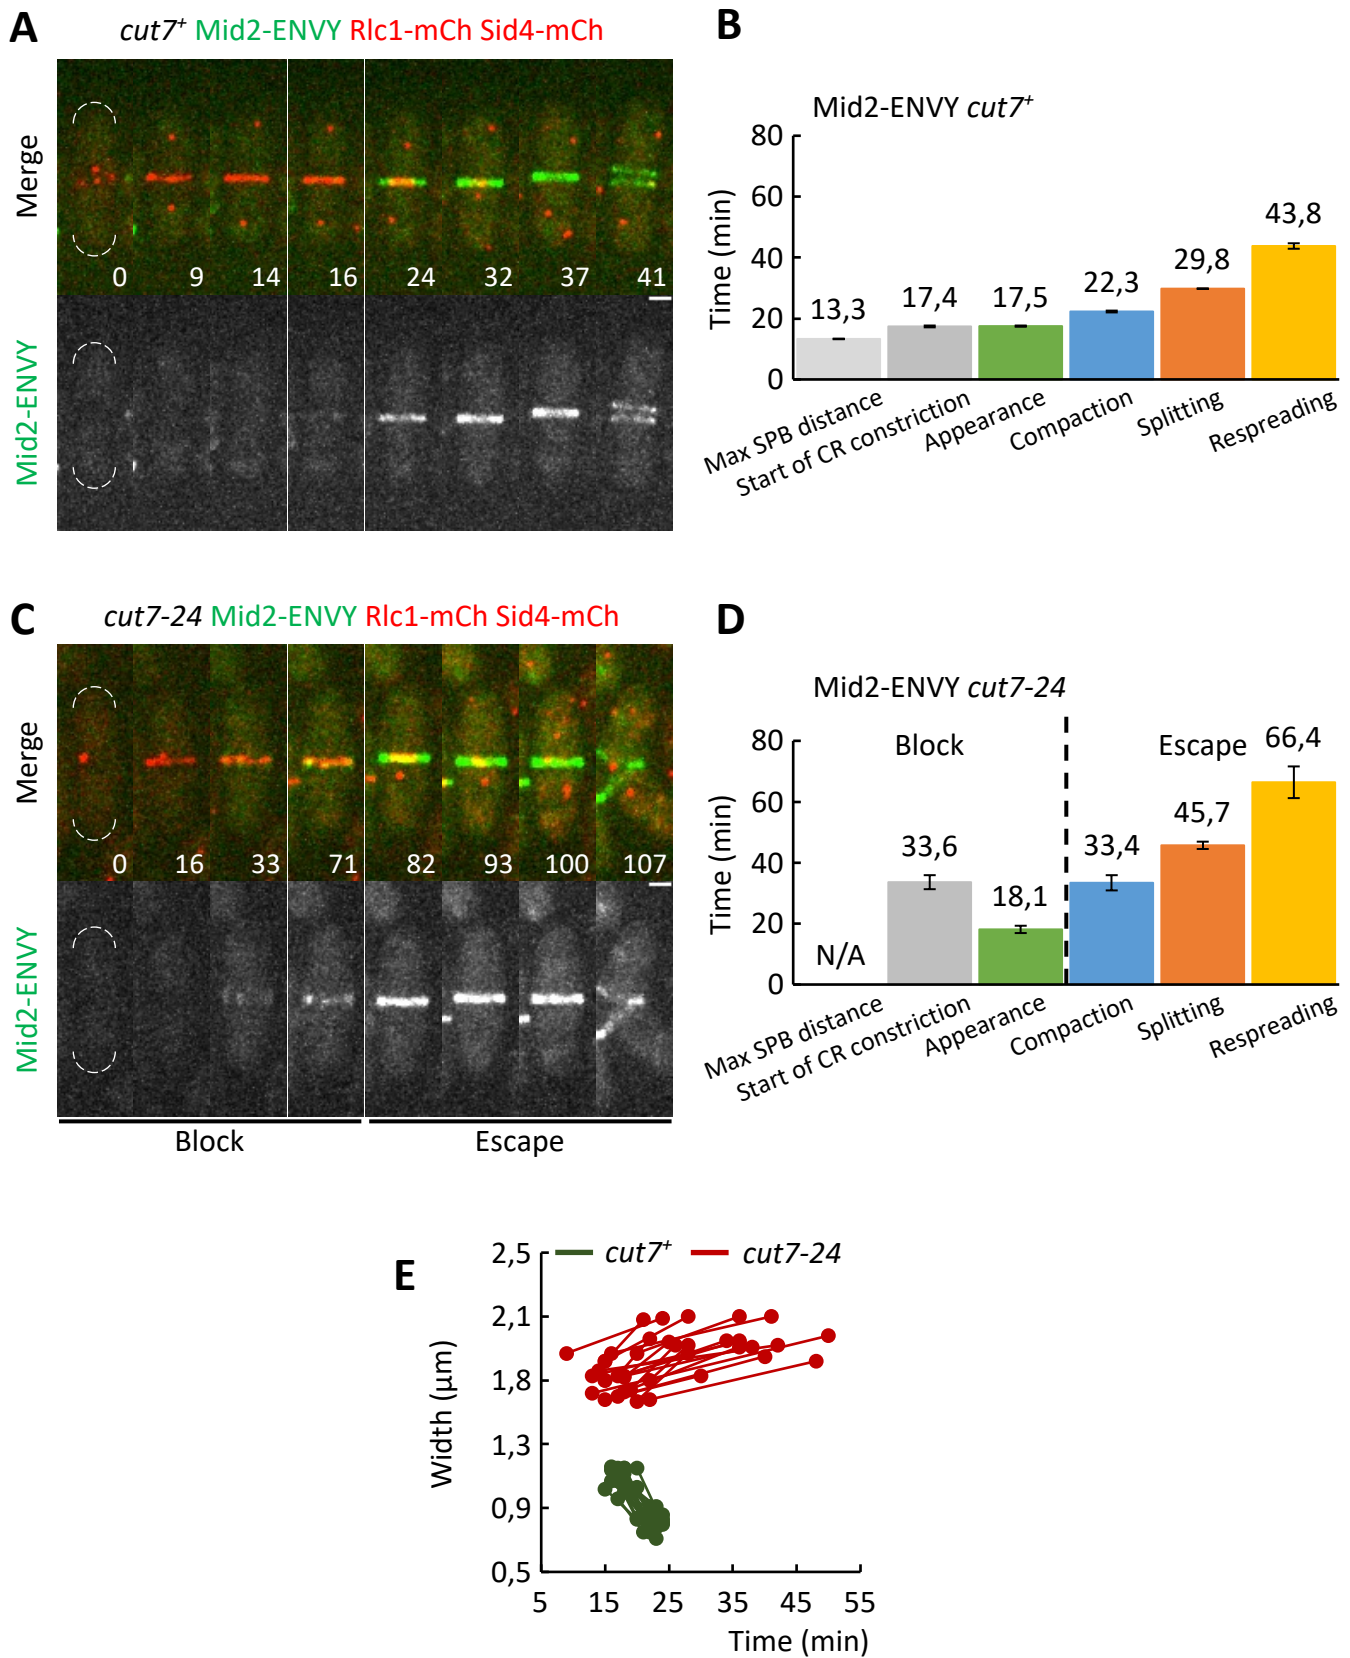 A
cut7+ Mid2-ENVY Rlc1-mCh Sid4-mCh
Merge
0 9 14 16 24 32 37 41
Mid2-ENVY
B
Mid2-ENVY cut7+
Time (min)
80
60
40
20
0
13,3 17,4 17,5 22,3 29,8 43,8
Max SPB distance
Start of CR constriction
Appearance
Compaction
Splitting
Respreading
C
cut7-24 Mid2-ENVY Rlc1-mCh Sid4-mCh
Merge
0 16 33 71 82 93 100 107
Mid2-ENVY
Block Escape
D
Mid2-ENVY cut7-24
Block Escape
Time (min)
80
60
40
20
0
N/A 33,6 18,1 33,4 45,7 66,4
Max SPB distance
Start of CR constriction
Appearance
Compaction
Splitting
Respreading
E
cut7+ cut7-24
Width (µm)
2,5
2,1
1,8
1,3
0,9
0,5
5 15 25 35 45 55
Time (min)